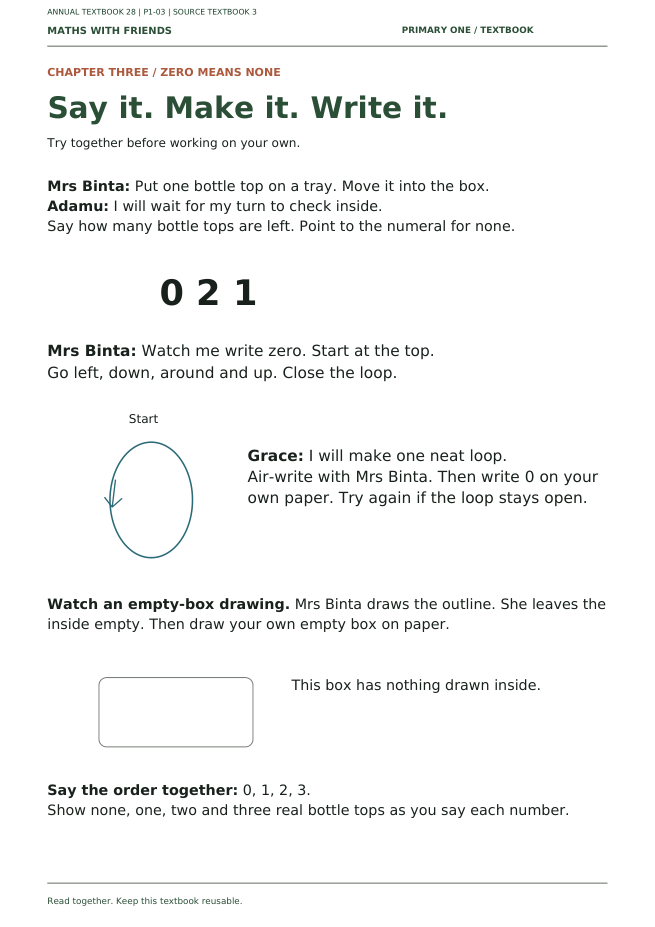 ANNUAL TEXTBOOK 28 | P1-03 | SOURCE TEXTBOOK 3
MATHS WITH FRIENDS
PRIMARY ONE / TEXTBOOK
CHAPTER THREE / ZERO MEANS NONE
Say it. Make it. Write it.
Try together before working on your own.
Mrs Binta: Put one bottle top on a tray. Move it into the box.
Adamu: I will wait for my turn to check inside.
Say how many bottle tops are left. Point to the numeral for none.
0 2 1
Mrs Binta: Watch me write zero. Start at the top.
Go left, down, around and up. Close the loop.
Start
Grace: I will make one neat loop.
Air-write with Mrs Binta. Then write 0 on your
own paper. Try again if the loop stays open.
Watch an empty-box drawing. Mrs Binta draws the outline. She leaves the
inside empty. Then draw your own empty box on paper.
This box has nothing drawn inside.
Say the order together: 0, 1, 2, 3.
Show none, one, two and three real bottle tops as you say each number.
Read together. Keep this textbook reusable.